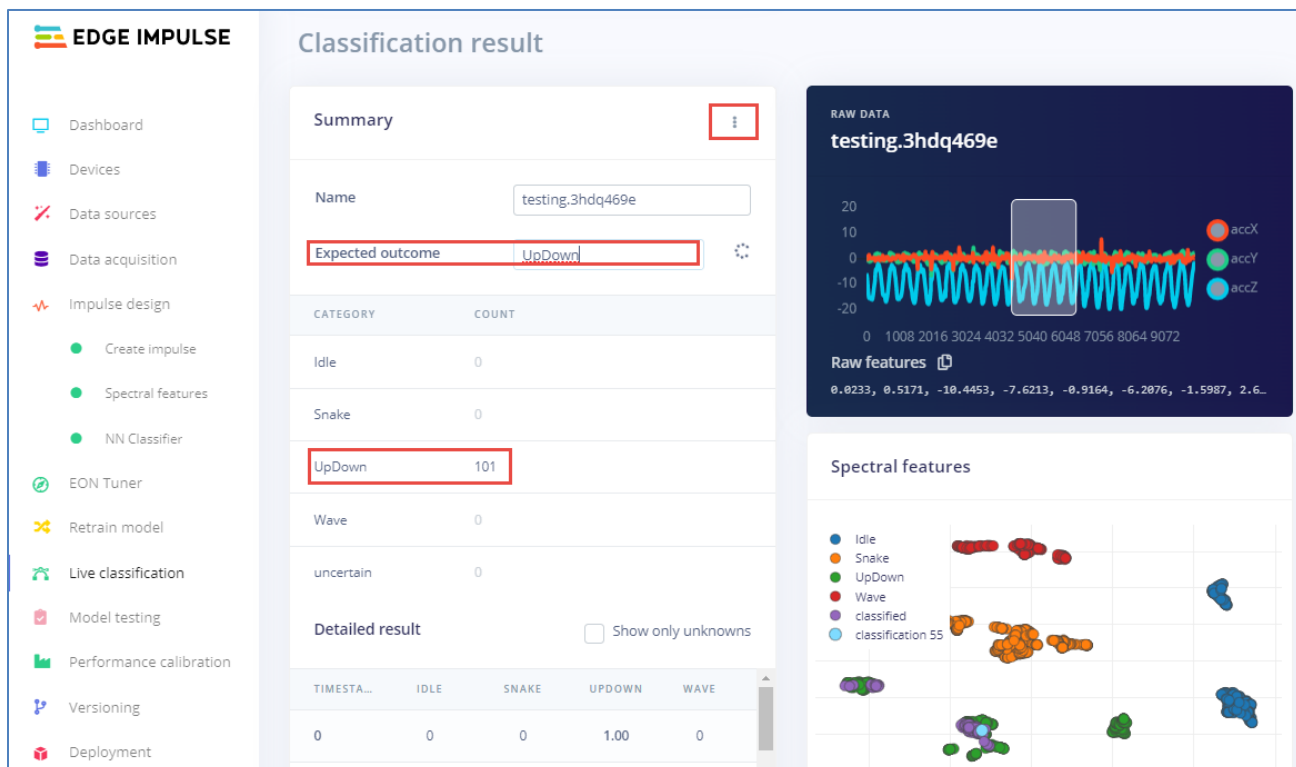 EDGE IMPULSE
Dashboard
Devices
Data sources
Data acquisition
Impulse design
Create impulse
Spectral features
NN Classifier
EON Tuner
Retrain model
Live classification
Model testing
Performance calibration
Versioning
Deployment
Classification result
Summary
Name testing.3hdq469e
Expected outcome UpDown
CATEGORY COUNT
Idle 0
Snake 0
UpDown 101
Wave 0
uncertain 0
Detailed result Show only unknowns
TIMESTA... IDLE SNAKE UPDOWN WAVE
0 0 0 1.00 0
RAW DATA
testing.3hdq469e
20
10
0
-10
-20
0 1008 2016 3024 4032 5040 6048 7056 8064 9072
accX
accY
accZ
Raw features
0.0233, 0.5171, -10.4453, -7.6213, -0.9164, -6.2076, -1.5987, 2.6…
Spectral features
Idle
Snake
UpDown
Wave
classified
classification 55